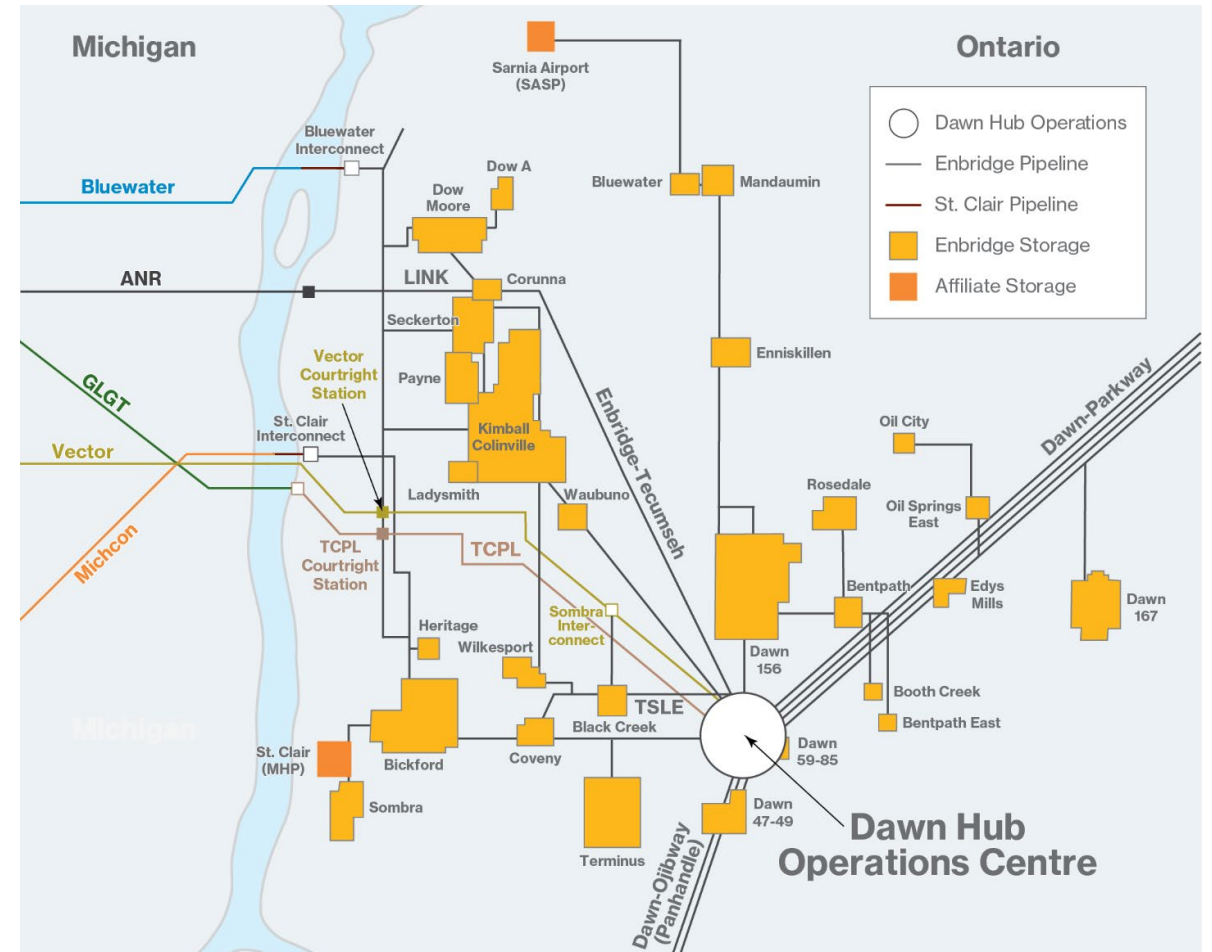 Michigan
Ontario
Sarnia Airport
(SASP)
Dawn Hub Operations
Enbridge Pipeline
St. Clair Pipeline
Enbridge Storage
Affiliate Storage
Bluewater
Interconnect
Bluewater
Dow A
Dow
Moore
Bluewater
Mandaumin
ANR
LINK
Corunna
Seckerton
Vector
Courtright
Station
Payne
Enniskillen
GLGT
St. Clair
Interconnect
Kimball
Colinville
Enbridge-Tecumseh
Dawn-Parkway
Oil City
Vector
Ladysmith
Waubuno
Rosedale
Oil Springs
East
Michcon
TCPL
Courtright
Station
TCPL
Bentpath
Edys
Mills
Dawn
167
Sombra
Inter-
connect
Heritage
Wilkesport
Dawn
156
Booth Creek
Bentpath East
TSLE
Black Creek
Michigan
St. Clair
(MHP)
Bickford
Coveny
Dawn
59-85
Sombra
Terminus
Dawn
47-49
Dawn Hub
Operations Centre
Dawn-Ojibway
(Panhandle)